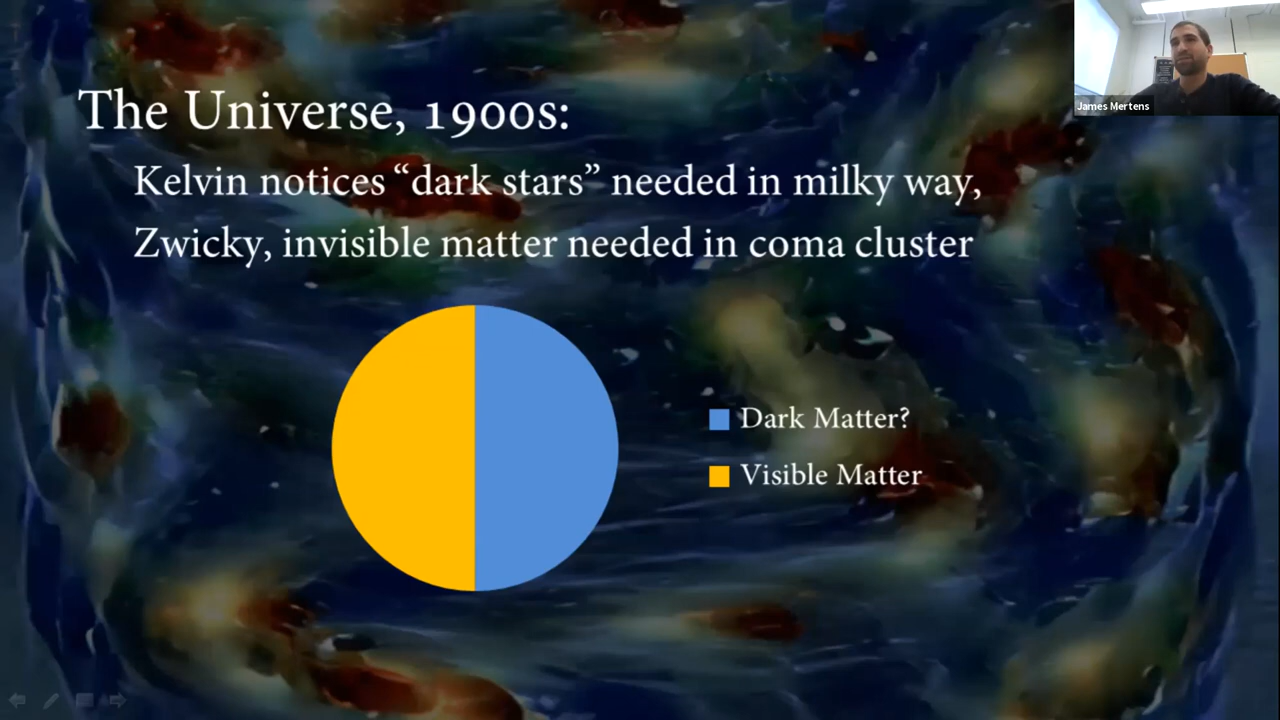 The Universe, 1900s:
Kelvin notices “dark stars” needed in milky way,
Zwicky, invisible matter needed in coma cluster
Dark Matter?
Visible Matter
James Mertens